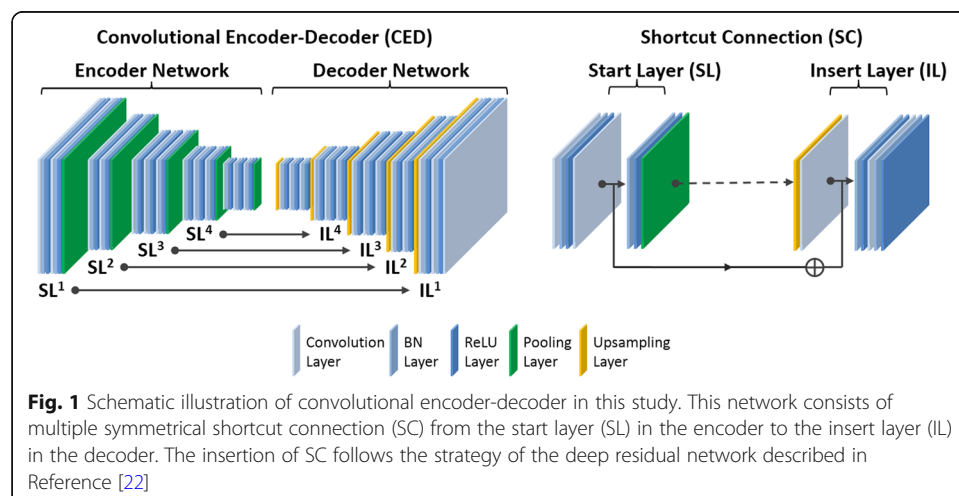 Convolutional Encoder-Decoder (CED)
Encoder Network
Decoder Network
SL¹
SL²
SL³
SL⁴
IL⁴
IL³
IL²
IL¹
Shortcut Connection (SC)
Start Layer (SL)
Insert Layer (IL)
Convolution Layer
BN Layer
ReLU Layer
Pooling Layer
Upsampling Layer
Fig. 1 Schematic illustration of convolutional encoder-decoder in this study. This network consists of
multiple symmetrical shortcut connection (SC) from the start layer (SL) in the encoder to the insert layer (IL)
in the decoder. The insertion of SC follows the strategy of the deep residual network described in
Reference [22]